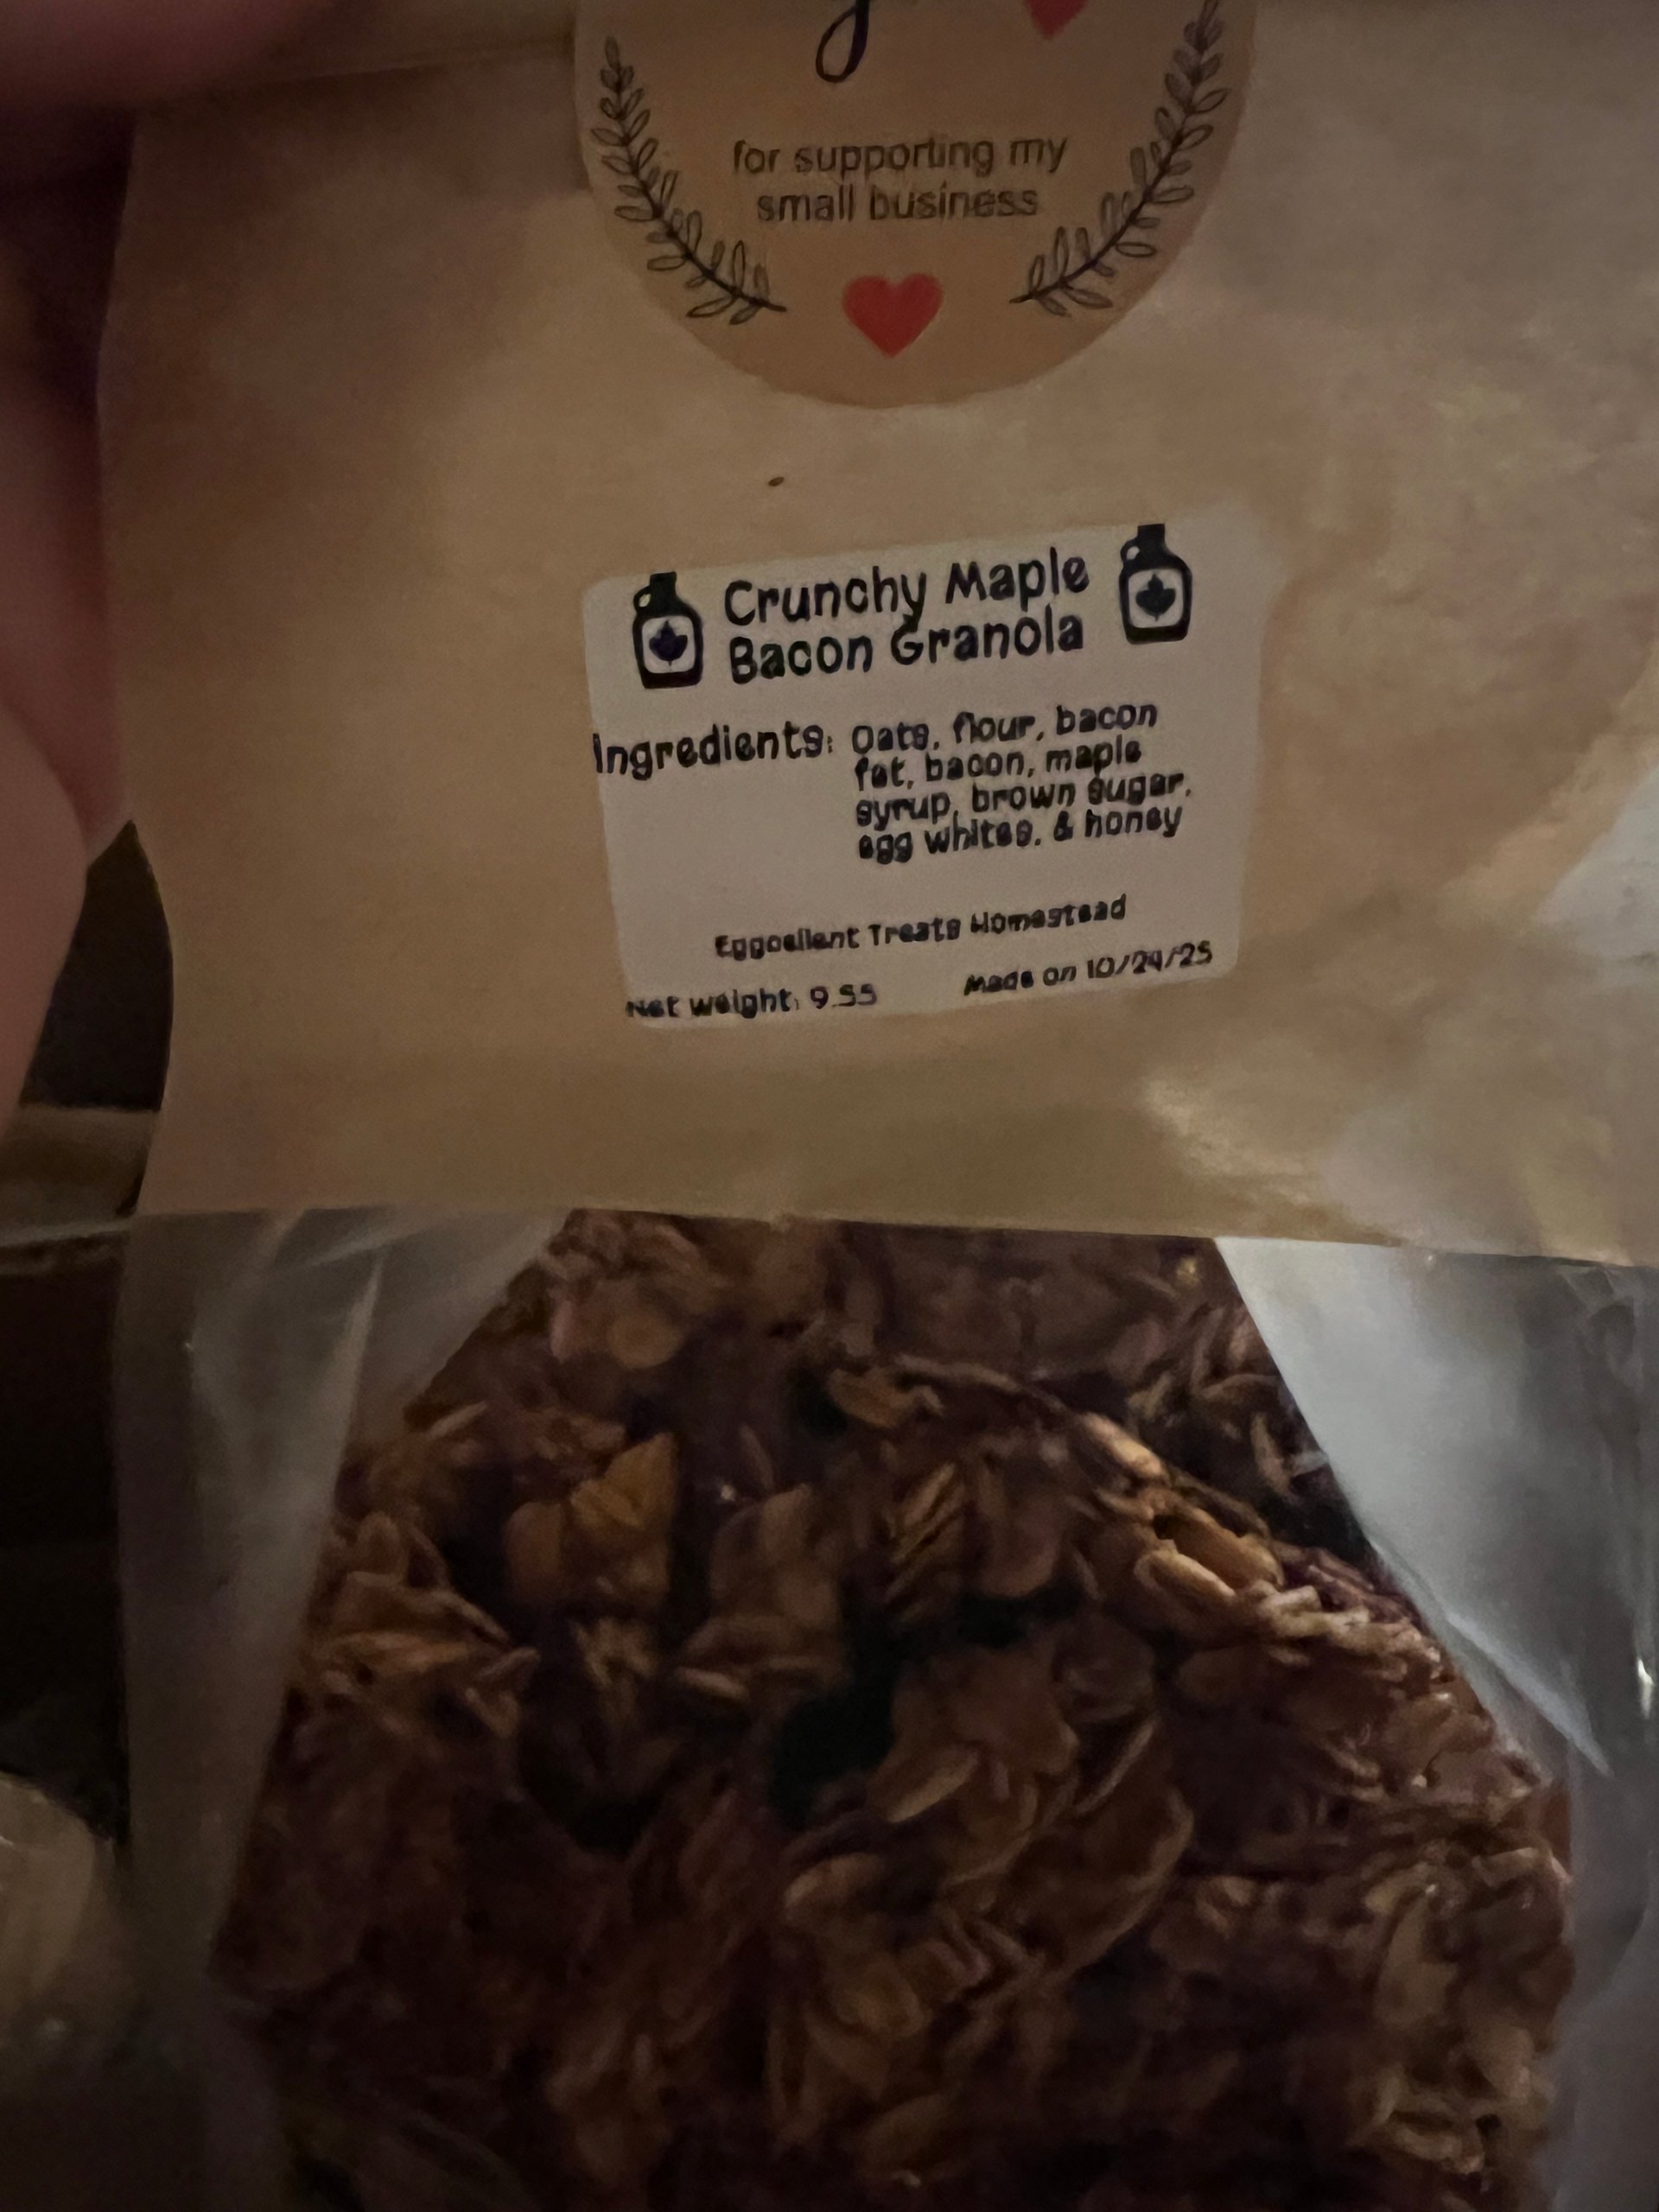 for supporting my
small business
Crunchy Maple
Bacon Granola
Ingredients: Oats, flour, bacon
fat, bacon, maple
syrup, brown sugar,
egg whites, & honey
Eggcellent Treats Homestead
Net weight: 9.55
Made on 10/29/25